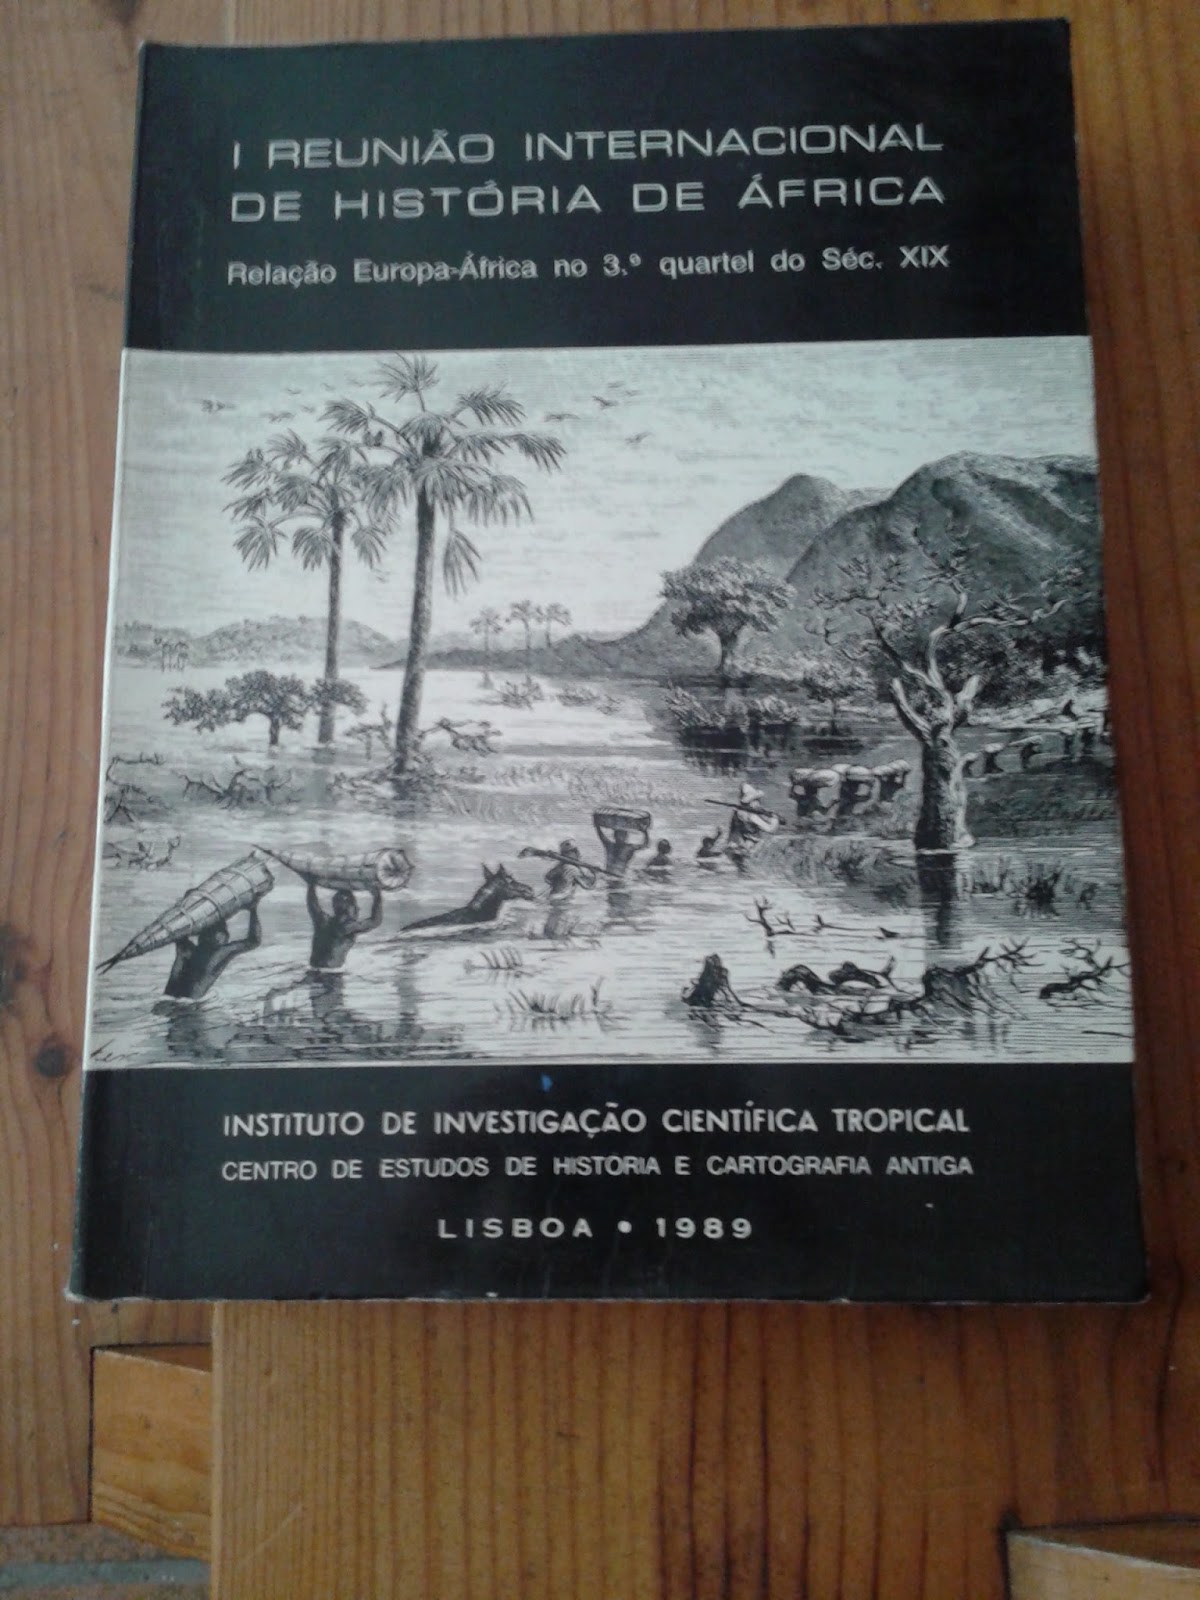 I REUNIÃO INTERNACIONAL
DE HISTÓRIA DE ÁFRICA
Relação Europa-África no 3.º quartel do Séc. XIX
INSTITUTO DE INVESTIGAÇÃO CIENTÍFICA TROPICAL
CENTRO DE ESTUDOS DE HISTÓRIA E CARTOGRAFIA ANTIGA
LISBOA • 1989